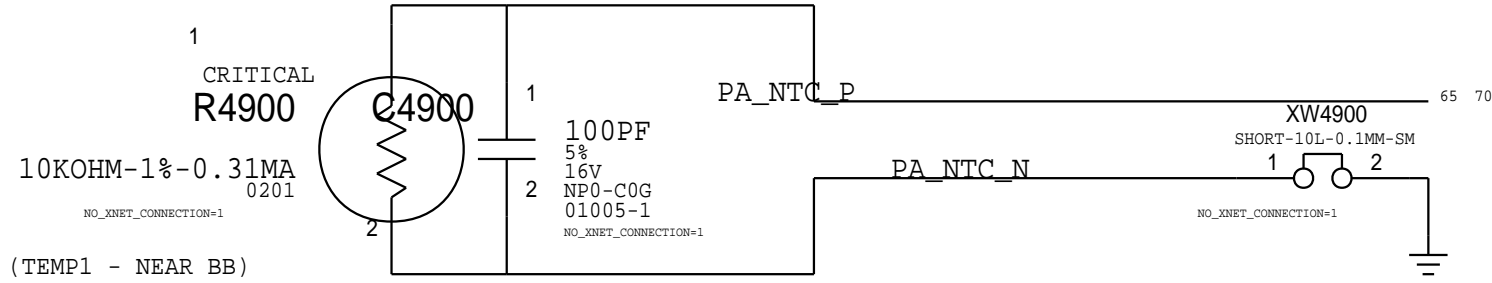 1
CRITICAL
R4900
10KOHM-1%-0.31MA
0201
NO_XNET_CONNECTION=1
2
(TEMP1 - NEAR BB)
C4900
1
100PF
5%
16V
2 NP0-C0G
01005-1
NO_XNET_CONNECTION=1
PA_NTC_P
65 70
XW4900
SHORT-10L-0.1MM-SM
PA_NTC_N
1 2
NO_XNET_CONNECTION=1